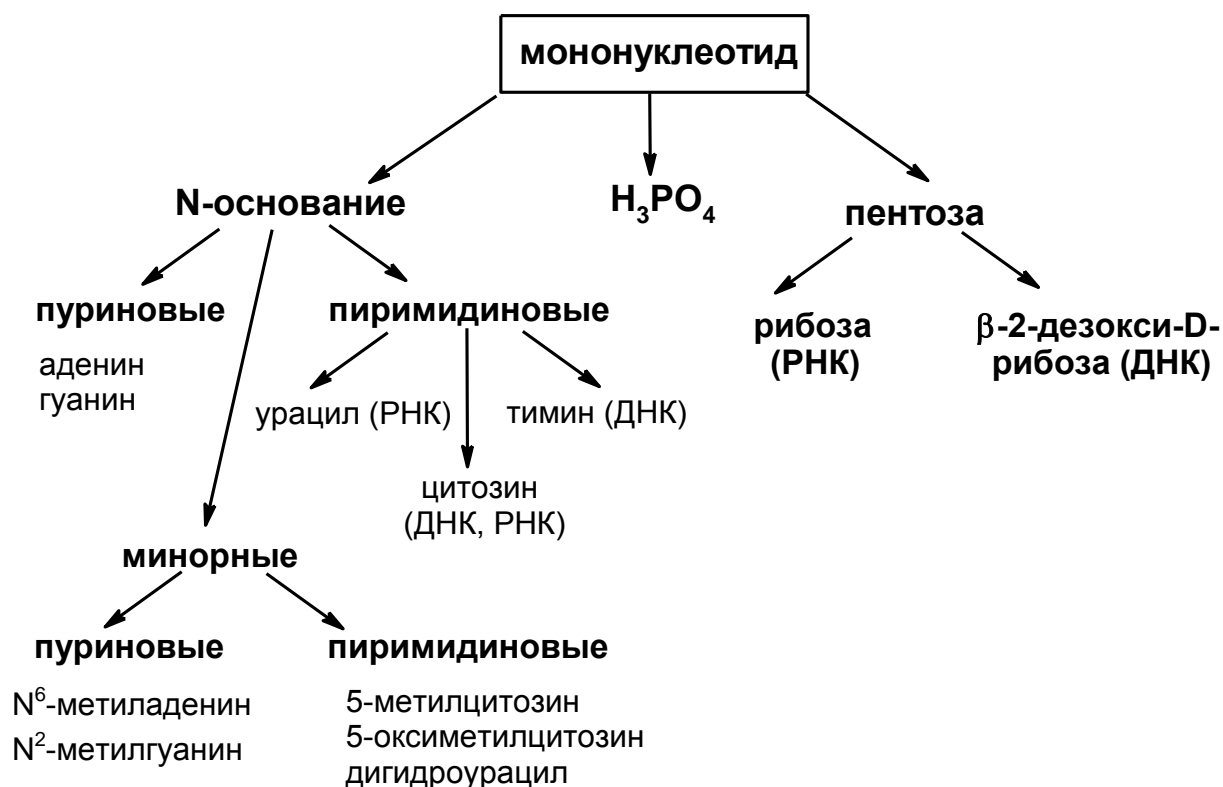 мононуклеотид
N-основание
H₃PO₄
пентоза
пуриновые
аденин
гуанин
пиримидиновые
урацил (РНК)
тимин (ДНК)
цитозин
(ДНК, РНК)
рибоза
(РНК)
β-2-дезокси-D-
рибоза (ДНК)
минорные
пуриновые
N⁶-метиладенин
N²-метилгуанин
пиримидиновые
5-метилцитозин
5-оксиметилцитозин
дигидроурацил